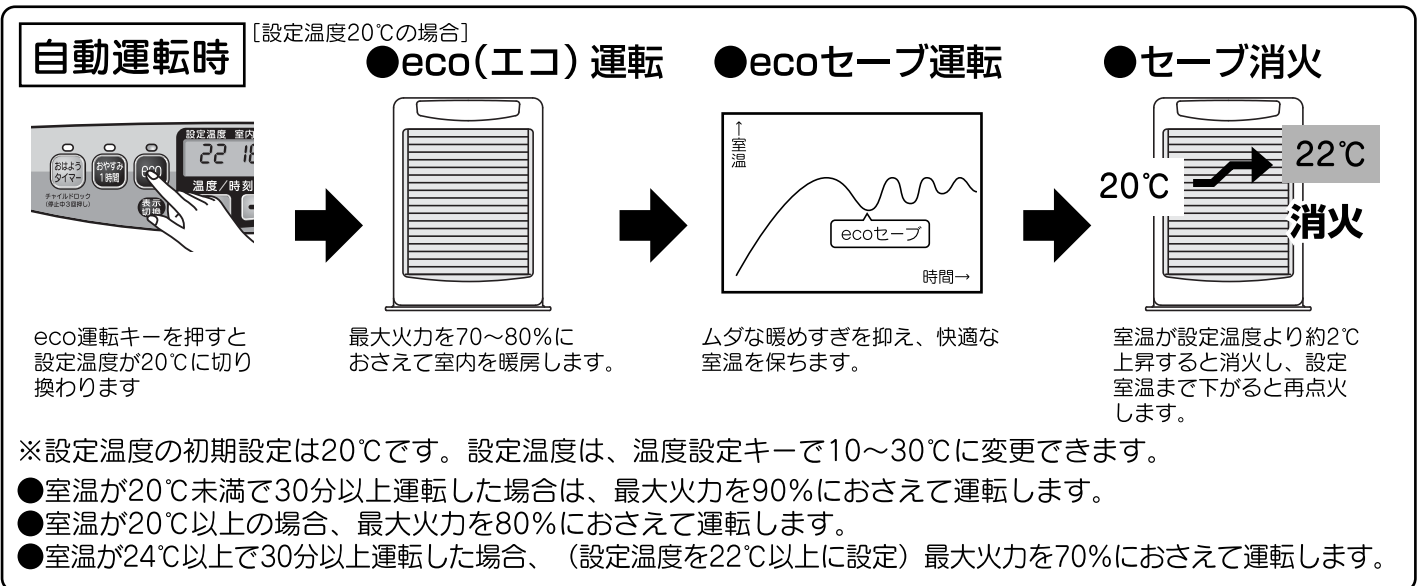 自動運転時
[設定温度20℃の場合]
●eco(エコ) 運転
●ecoセーブ運転
●セーブ消火
設定温度 室内
22 18
おはよう
タイマー
おやすみ
1時間
eco
温度/時刻
チャイルドロック
(停止中3回押し)
表示
切換
↑室温
ecoセーブ
時間→
20℃
22℃
消火
eco運転キーを押すと
設定温度が20℃に切り
換わります
最大火力を70～80%に
おさえて室内を暖房します。
ムダな暖めすぎを抑え、快適な
室温を保ちます。
室温が設定温度より約2℃
上昇すると消火し、設定
室温まで下がると再点火
します。
※設定温度の初期設定は20℃です。設定温度は、温度設定キーで10～30℃に変更できます。
●室温が20℃未満で30分以上運転した場合は、最大火力を90%におさえて運転します。
●室温が20℃以上の場合、最大火力を80%におさえて運転します。
●室温が24℃以上で30分以上運転した場合、（設定温度を22℃以上に設定）最大火力を70%におさえて運転します。